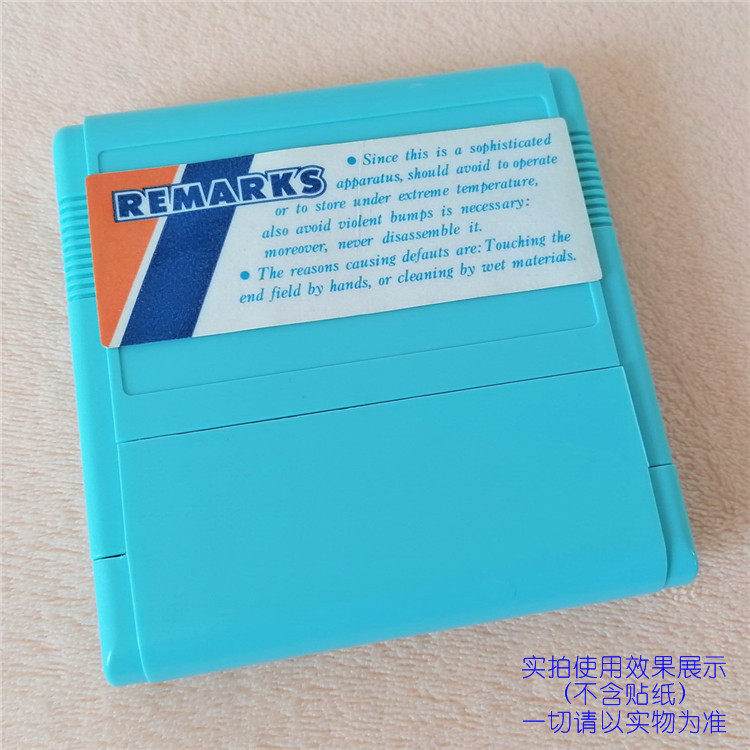 REMARKS
● Since this is a sophisticated
apparatus, should avoid to operate
or to store under extreme temperature,
also avoid violent bumps is necessary:
moreover, never disassemble it.
● The reasons causing defauts are: Touching the
end field by hands, or cleaning by wet materials.
实拍使用效果展示
(不含贴纸)
一切请以实物为准